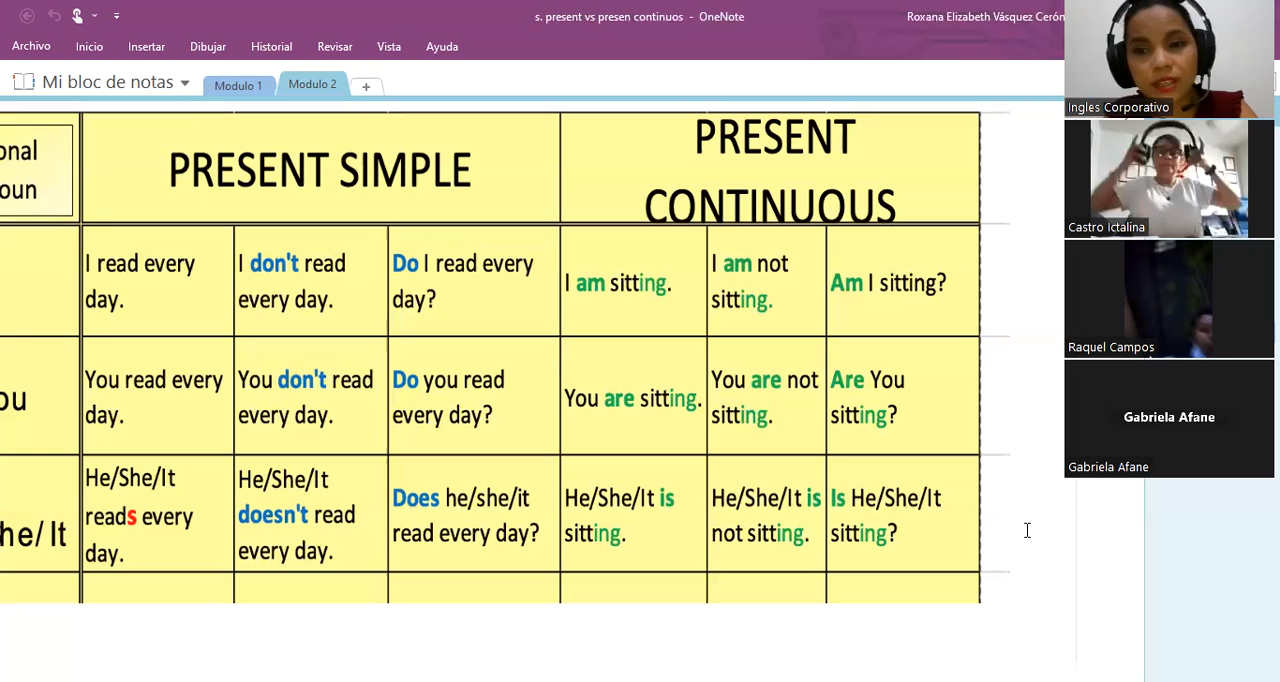 s. present vs presen continuos - OneNote
Roxana Elizabeth Vásquez Cerón
Archivo Inicio Insertar Dibujar Historial Revisar Vista Ayuda
Mi bloc de notas
Modulo 1
Modulo 2
PRESENT SIMPLE
PRESENT
CONTINUOUS
I read every
day.
I don't read
every day.
Do I read every
day?
I am sitting.
I am not
sitting.
Am I sitting?
You read every
day.
You don't read
every day.
Do you read
every day?
You are sitting.
You are not
sitting.
Are You
sitting?
He/She/It
reads every
day.
He/She/It
doesn't read
every day.
Does he/she/it
read every day?
He/She/It is
sitting.
He/She/It is
not sitting.
Is He/She/It
sitting?
Ingles Corporativo
Castro Ictalina
Raquel Campos
Gabriela Afane
Gabriela Afane